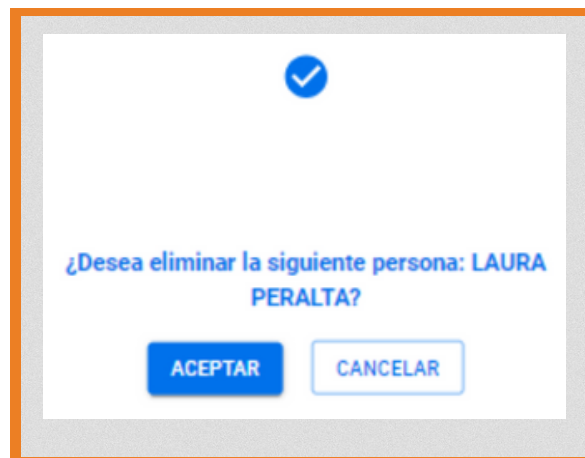 ¿Desea eliminar la siguiente persona: LAURA
PERALTA?
ACEPTAR
CANCELAR